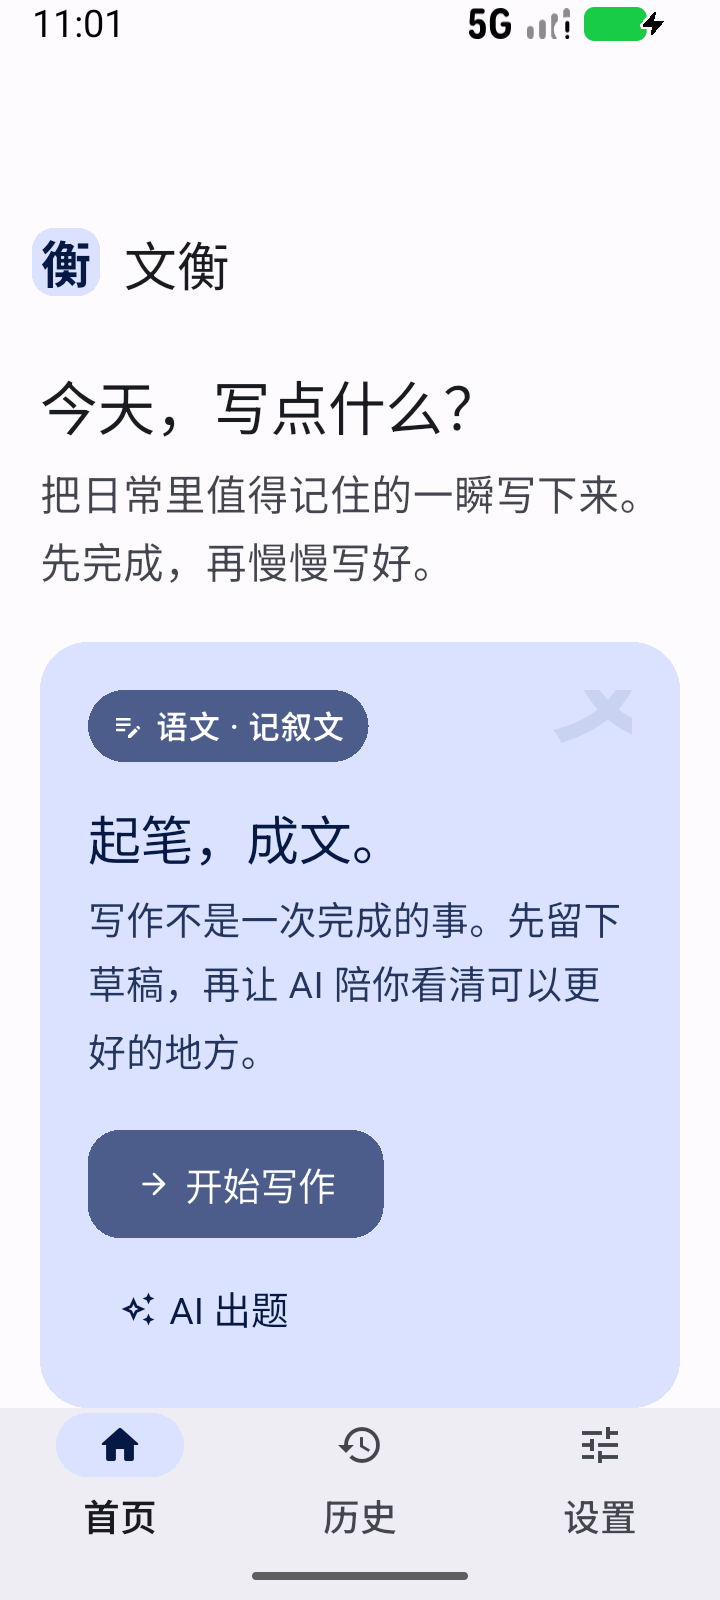 11:01
5G
衡 文衡
今天，写点什么？
把日常里值得记住的一瞬写下来。
先完成，再慢慢写好。
语文 · 记叙文
起笔，成文。
写作不是一次完成的事。先留下
草稿，再让 AI 陪你看清可以更
好的地方。
开始写作
AI 出题
首页
历史
设置